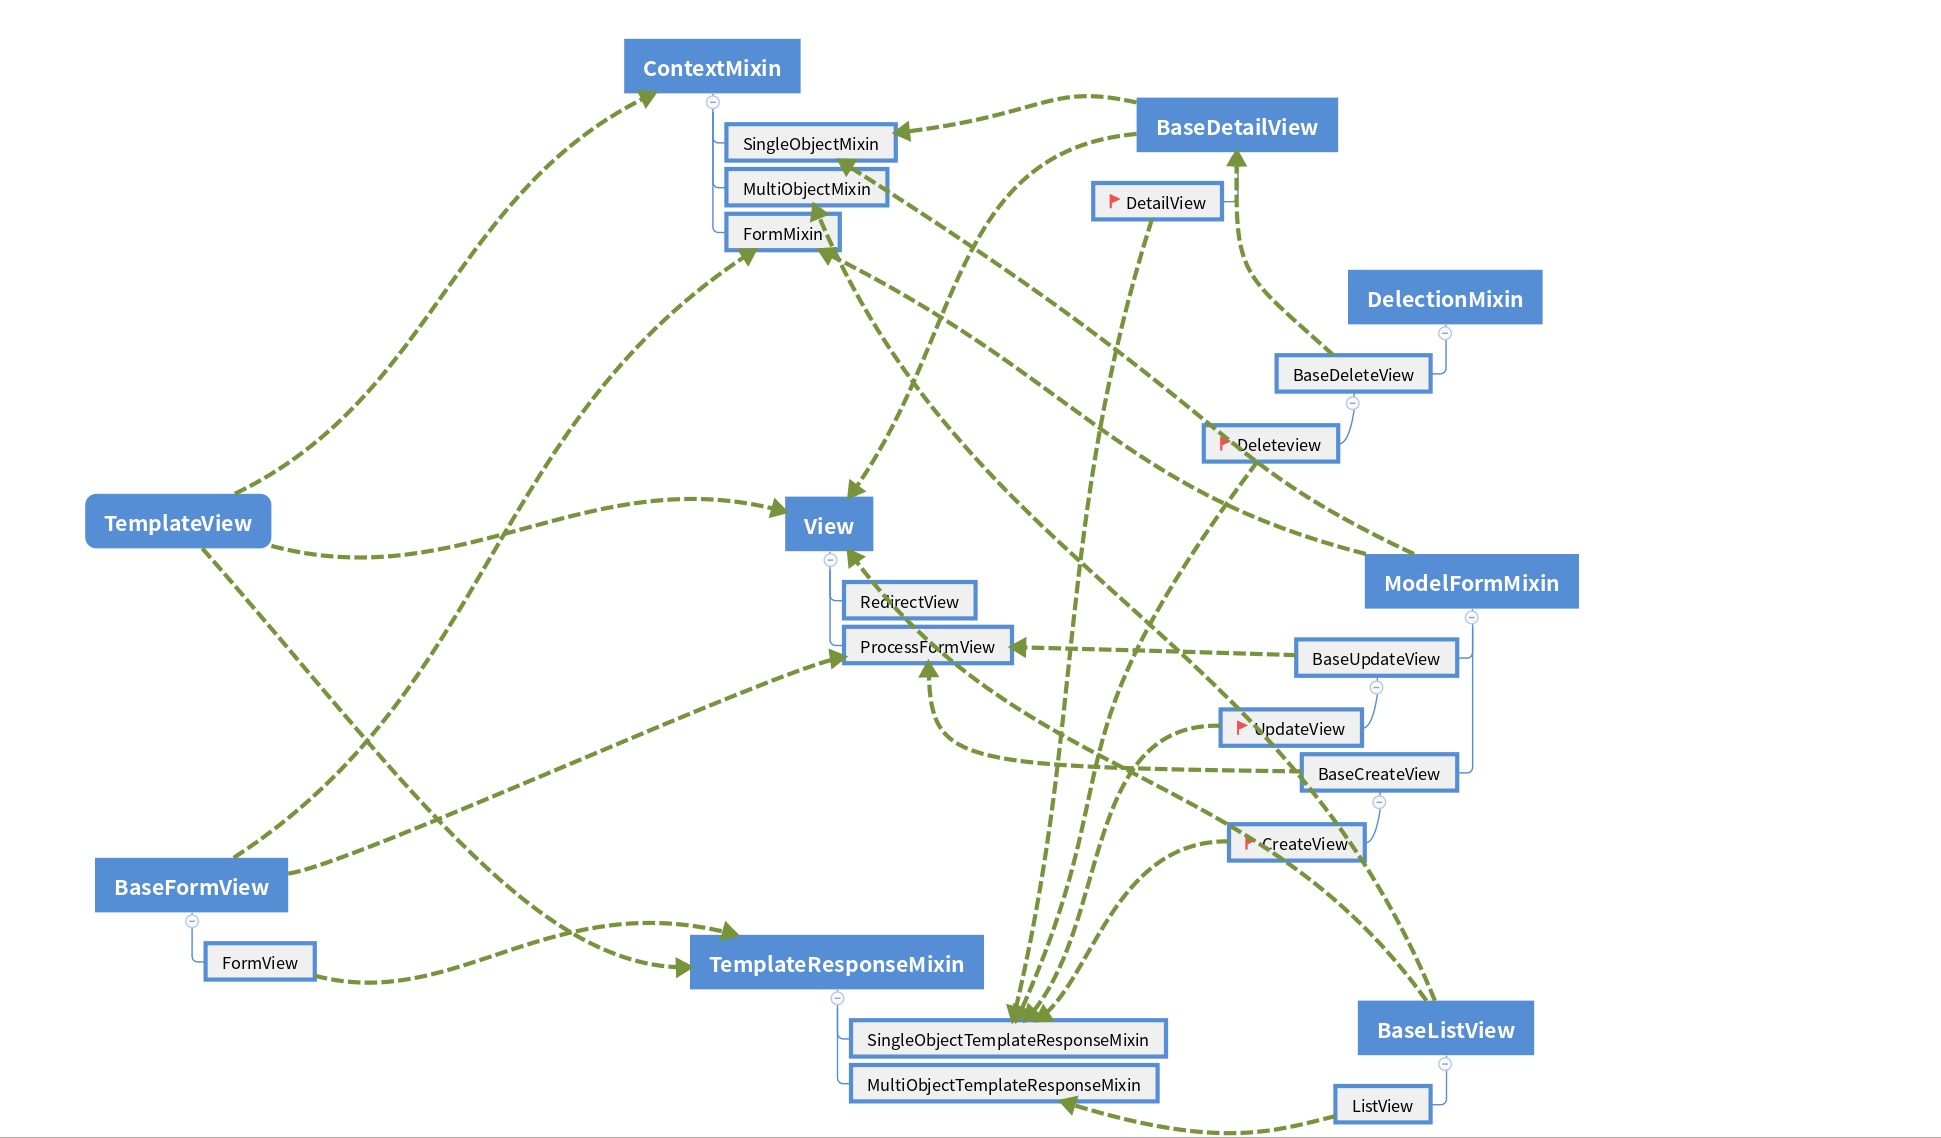 ContextMixin
SingleObjectMixin
MultiObjectMixin
FormMixin
BaseDetailView
DetailView
DelectionMixin
BaseDeleteView
Deleteview
TemplateView
View
RedirectView
ProcessFormView
ModelFormMixin
BaseUpdateView
UpdateView
BaseCreateView
CreateView
BaseFormView
FormView
TemplateResponseMixin
SingleObjectTemplateResponseMixin
MultiObjectTemplateResponseMixin
BaseListView
ListView